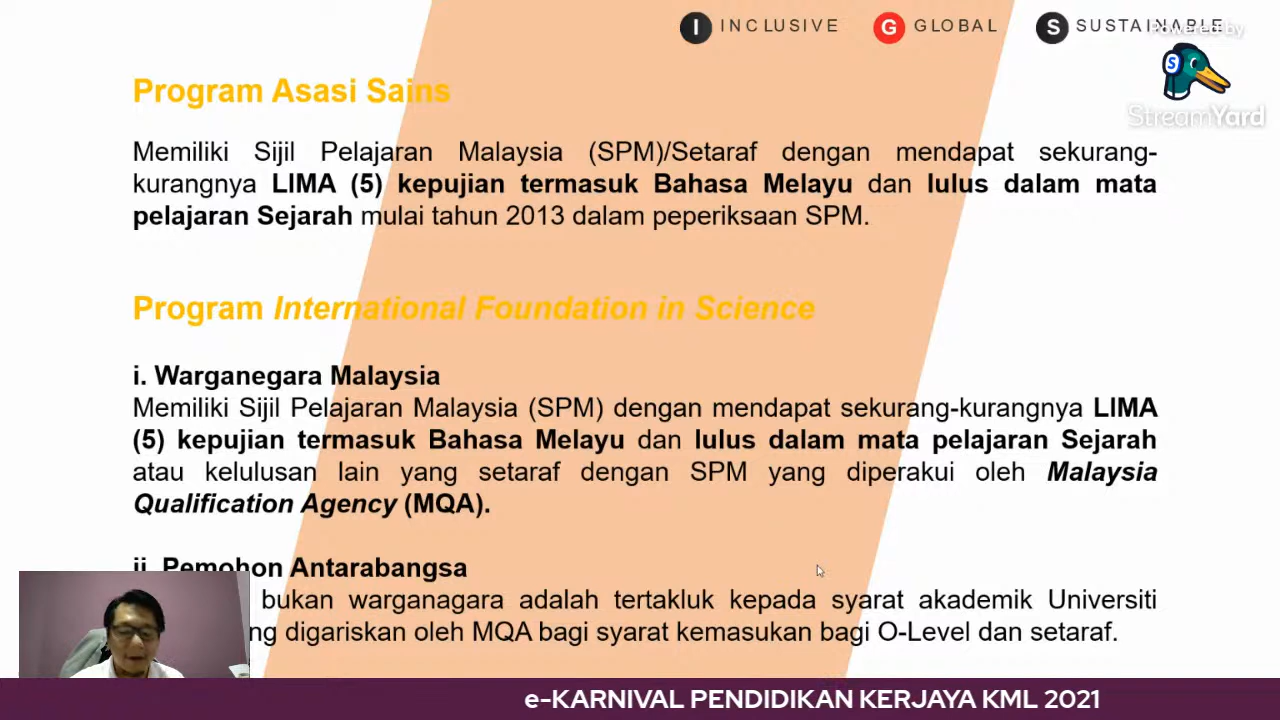 I INCLUSIVE G GLOBAL S SUSTAINABLE
Powered by
StreamYard
Program Asasi Sains
Memiliki Sijil Pelajaran Malaysia (SPM)/Setaraf dengan mendapat sekurang-
kurangnya LIMA (5) kepujian termasuk Bahasa Melayu dan lulus dalam mata
pelajaran Sejarah mulai tahun 2013 dalam peperiksaan SPM.
Program International Foundation in Science
i. Warganegara Malaysia
Memiliki Sijil Pelajaran Malaysia (SPM) dengan mendapat sekurang-kurangnya LIMA
(5) kepujian termasuk Bahasa Melayu dan lulus dalam mata pelajaran Sejarah
atau kelulusan lain yang setaraf dengan SPM yang diperakui oleh Malaysia
Qualification Agency (MQA).
ii. Pemohon Antarabangsa
bukan warganagara adalah tertakluk kepada syarat akademik Universiti
digariskan oleh MQA bagi syarat kemasukan bagi O-Level dan setaraf.
e-KARNIVAL PENDIDIKAN KERJAYA KML 2021